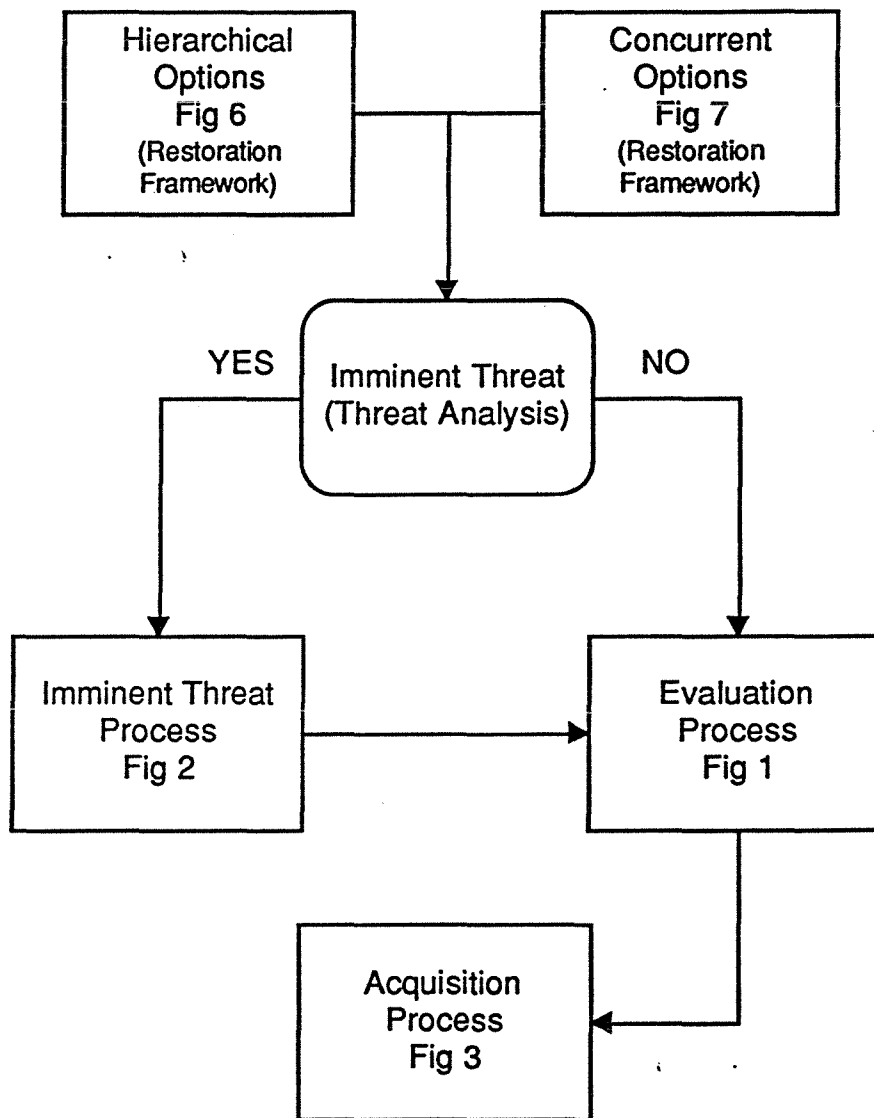 Hierarchical
Options
Fig 6
(Restoration
Framework)
Concurrent
Options
Fig 7
(Restoration
Framework)
YES
Imminent Threat
(Threat Analysis)
NO
Imminent Threat
Process
Fig 2
Evaluation
Process
Fig 1
Acquisition
Process
Fig 3